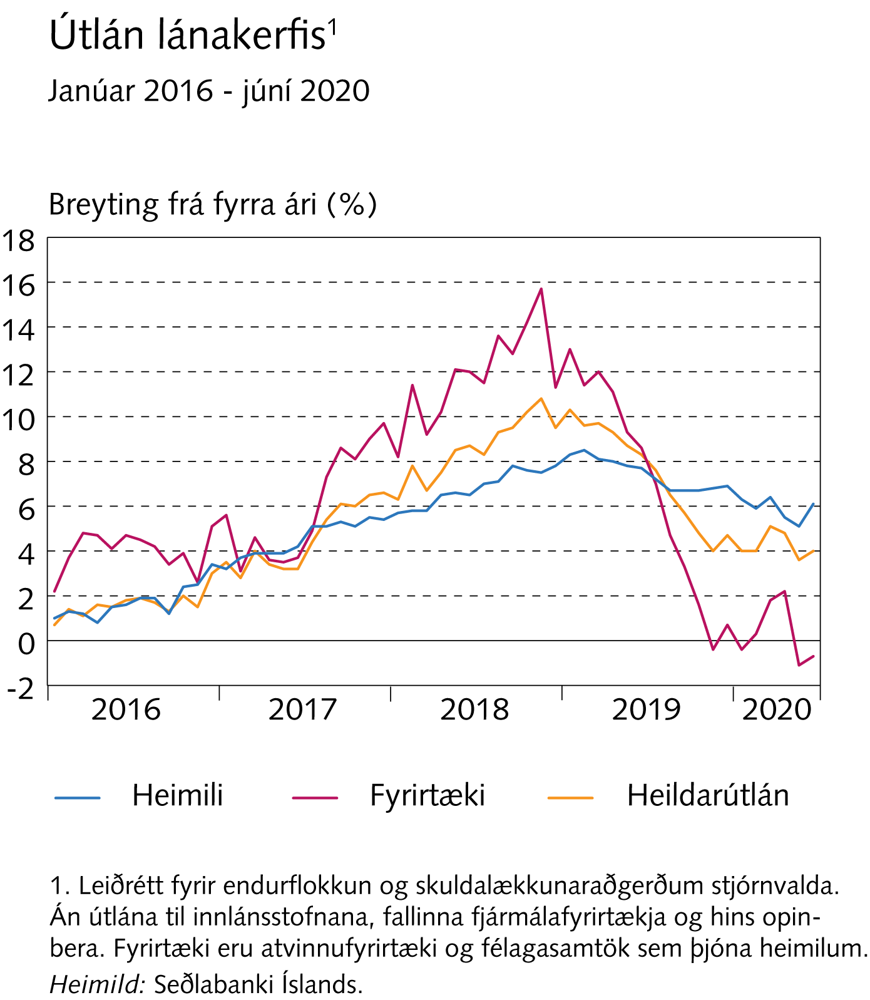 Útlán lánakerfis¹
Janúar 2016 - júní 2020
Breyting frá fyrra ári (%)
18
16
14
12
10
8
6
4
2
0
-2
2016 2017 2018 2019 2020
Heimili Fyrirtæki Heildarútlán
1. Leiðrétt fyrir endurflokkun og skuldalækkunaraðgerðum stjórnvalda.
Án útlána til innlánsstofnana, fallinna fjármálafyrirtækja og hins opin-
bera. Fyrirtæki eru atvinnufyrirtæki og félagasamtök sem þjóna heimilum.
Heimild: Seðlabanki Íslands.